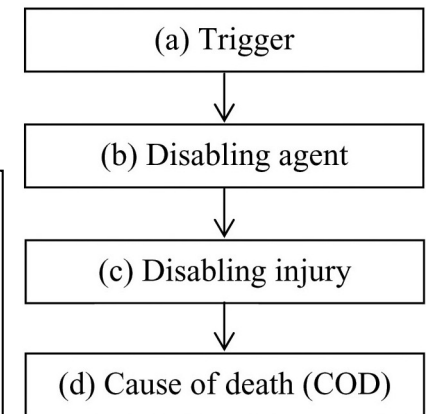 (a) Trigger
(b) Disabling agent
(c) Disabling injury
(d) Cause of death (COD)